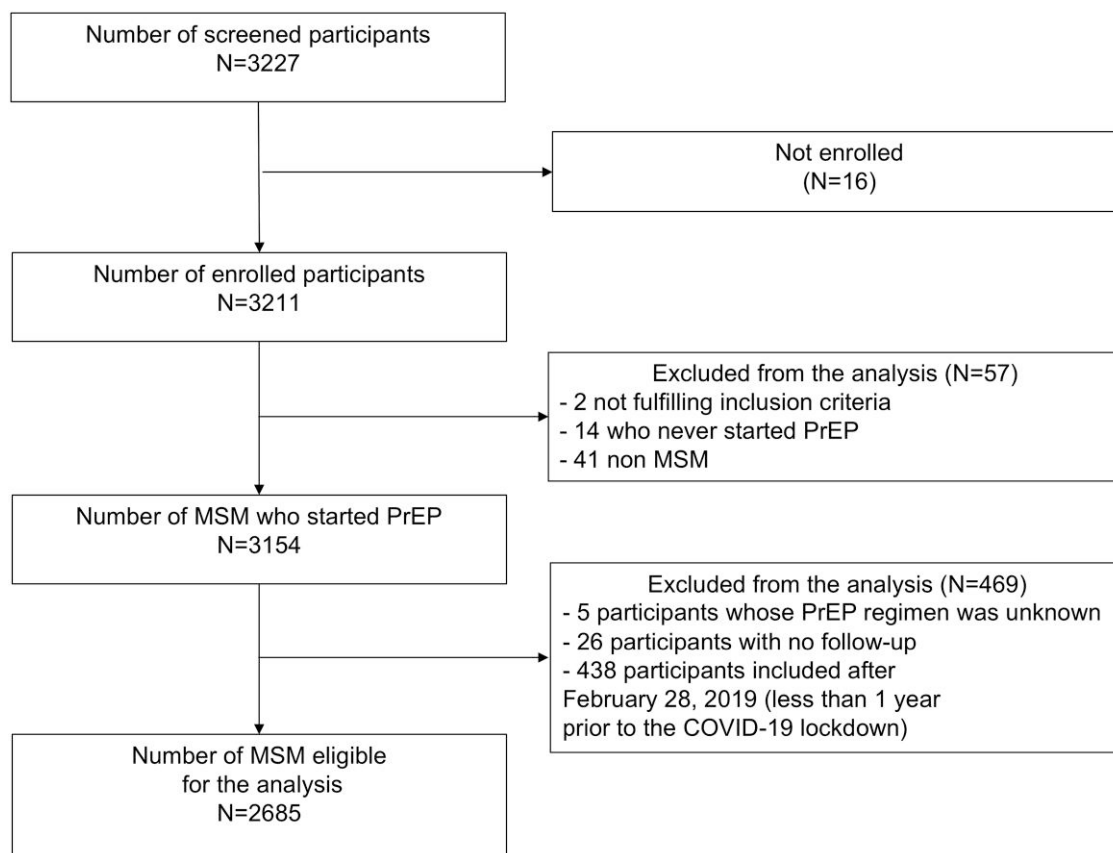 Number of screened participants
N=3227
Not enrolled
(N=16)
Number of enrolled participants
N=3211
Excluded from the analysis (N=57)
- 2 not fulfilling inclusion criteria
- 14 who never started PrEP
- 41 non MSM
Number of MSM who started PrEP
N=3154
Excluded from the analysis (N=469)
- 5 participants whose PrEP regimen was unknown
- 26 participants with no follow-up
- 438 participants included after
February 28, 2019 (less than 1 year
prior to the COVID-19 lockdown)
Number of MSM eligible
for the analysis
N=2685